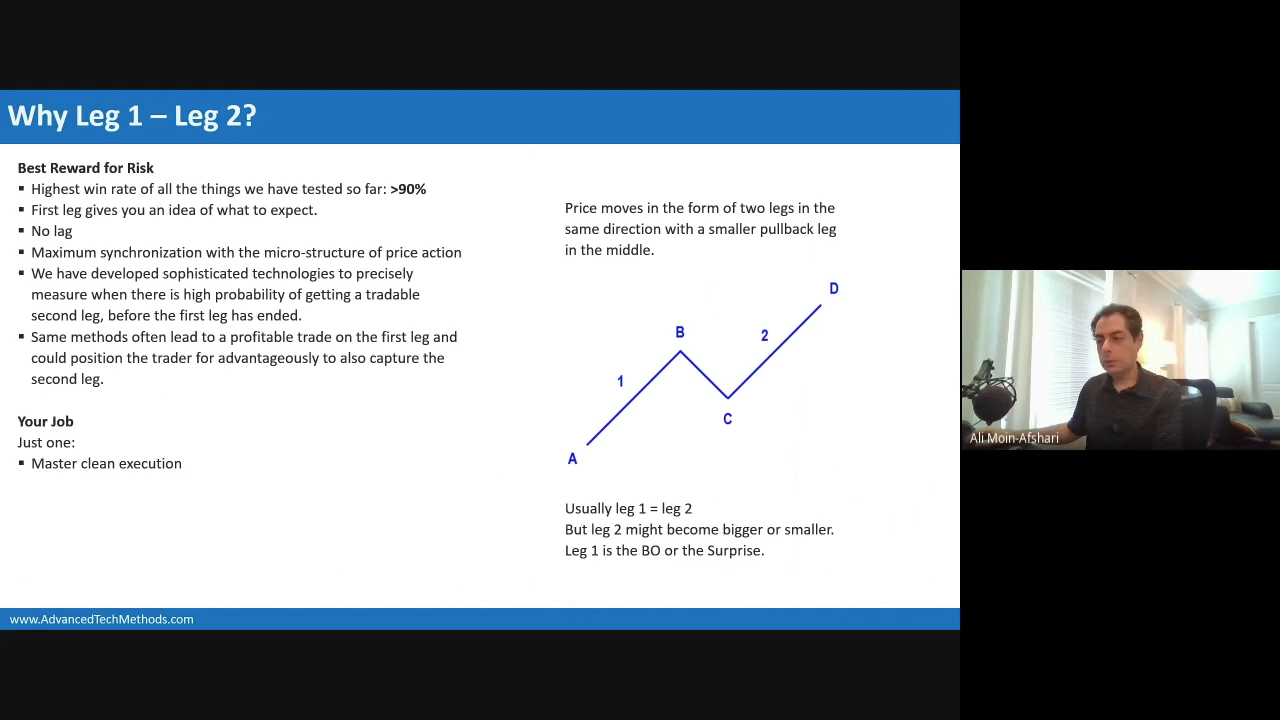 Why Leg 1 – Leg 2?
Best Reward for Risk
▪ Highest win rate of all the things we have tested so far: >90%
▪ First leg gives you an idea of what to expect.
▪ No lag
▪ Maximum synchronization with the micro-structure of price action
▪ We have developed sophisticated technologies to precisely
measure when there is high probability of getting a tradable
second leg, before the first leg has ended.
▪ Same methods often lead to a profitable trade on the first leg and
could position the trader for advantageously to also capture the
second leg.
Your Job
Just one:
▪ Master clean execution
Price moves in the form of two legs in the
same direction with a smaller pullback leg
in the middle.
D
B
2
1
C
A
Usually leg 1 = leg 2
But leg 2 might become bigger or smaller.
Leg 1 is the BO or the Surprise.
www.AdvancedTechMethods.com
Ali Moin-Afshari